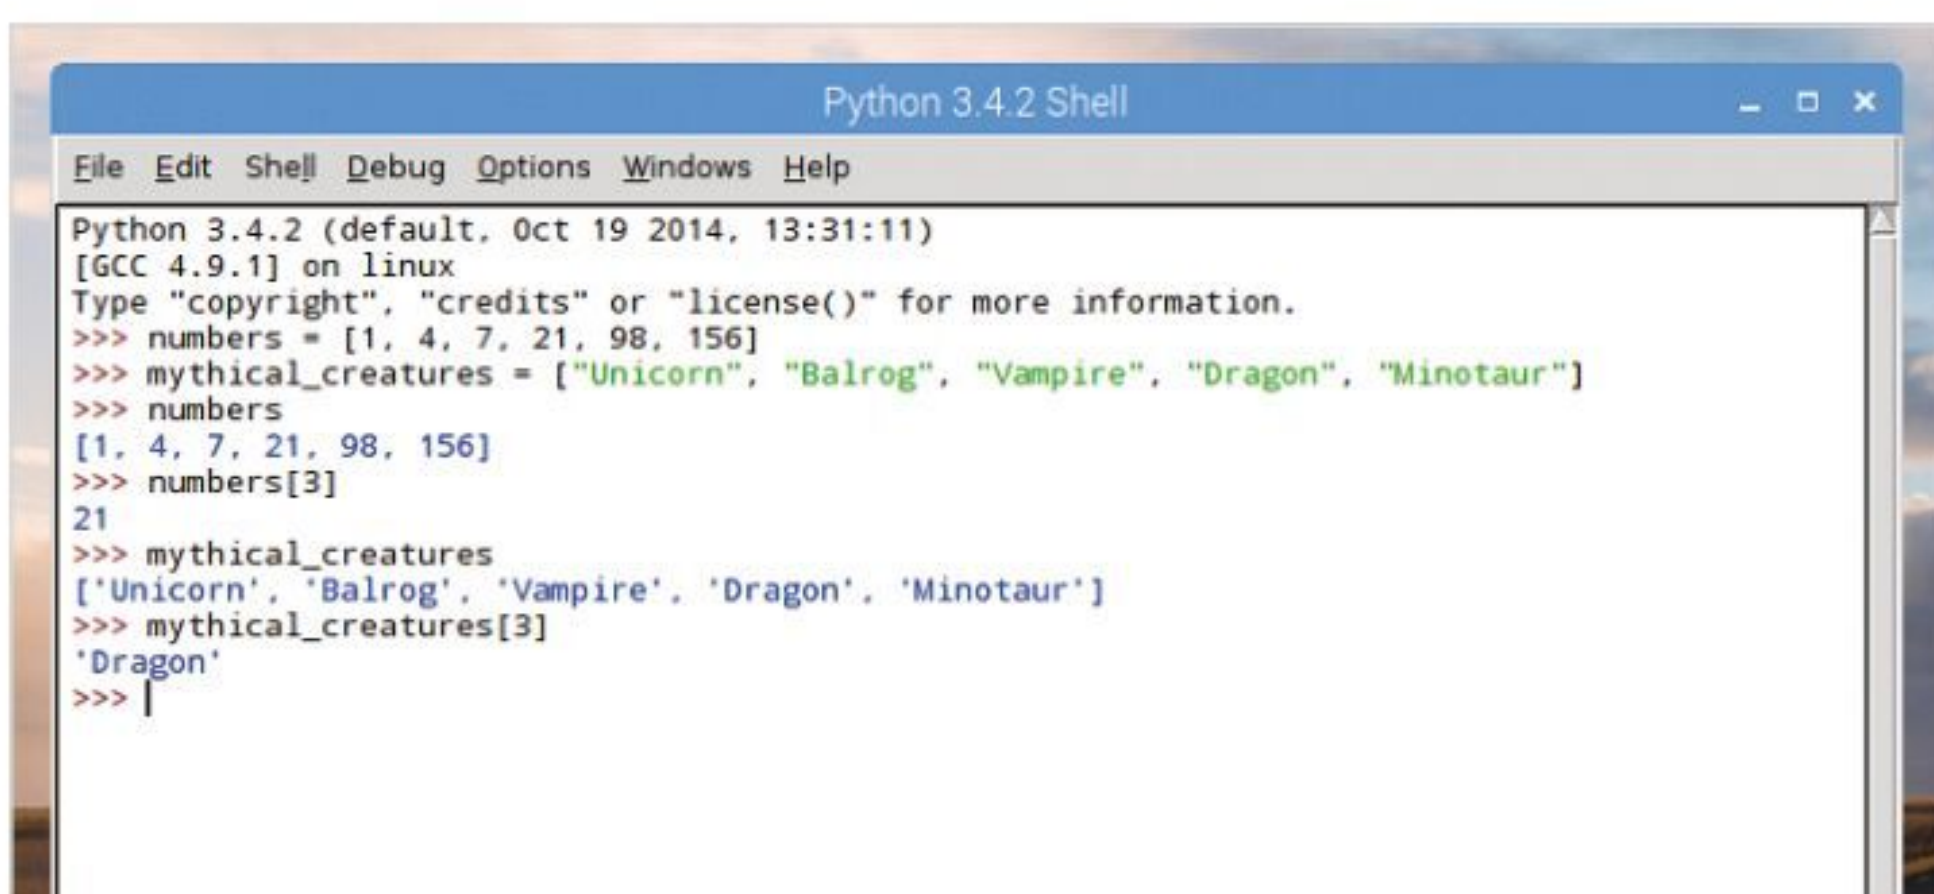 Python 3.4.2 Shell
File Edit Shell Debug Options Windows Help
Python 3.4.2 (default, Oct 19 2014, 13:31:11)
[GCC 4.9.1] on linux
Type "copyright", "credits" or "license()" for more information.
>>> numbers = [1, 4, 7, 21, 98, 156]
>>> mythical_creatures = ["Unicorn", "Balrog", "Vampire", "Dragon", "Minotaur"]
>>> numbers
[1, 4, 7, 21, 98, 156]
>>> numbers[3]
21
>>> mythical_creatures
['Unicorn', 'Balrog', 'Vampire', 'Dragon', 'Minotaur']
>>> mythical_creatures[3]
'Dragon'
>>>